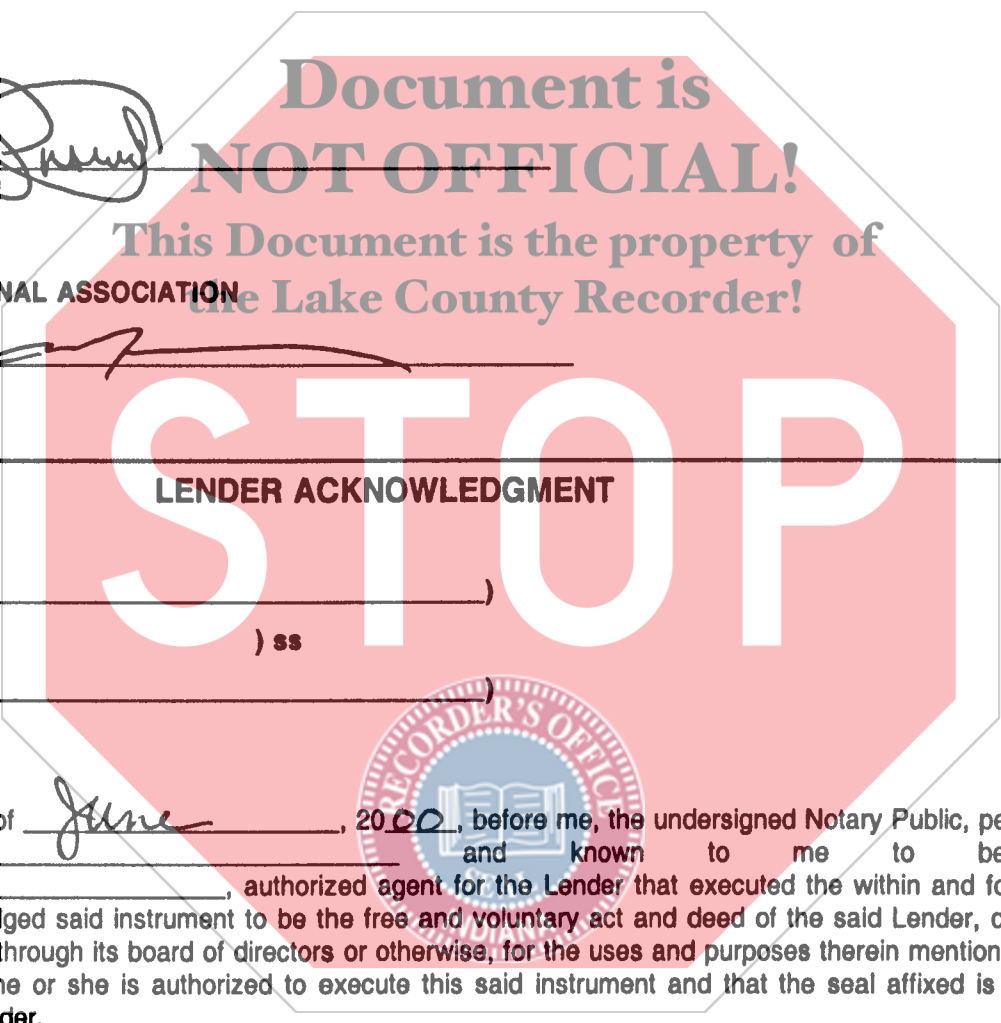 Document is
NOT OFFICIAL!
This Document is the property of
NAL ASSOCIATION
the Lake County Recorder!
STOP
LENDER ACKNOWLEDGMENT
)
) ss
)
RECORDER'S OFFICE
of June, 2000, before me, the undersigned Notary Public, pe
and known to me to be
, authorized agent for the Lender that executed the within and fo
SEAL
ged said instrument to be the free and voluntary act and deed of the said Lender, d
INDIANA
through its board of directors or otherwise, for the uses and purposes therein mention
he or she is authorized to execute this said instrument and that the seal affixed is
der.